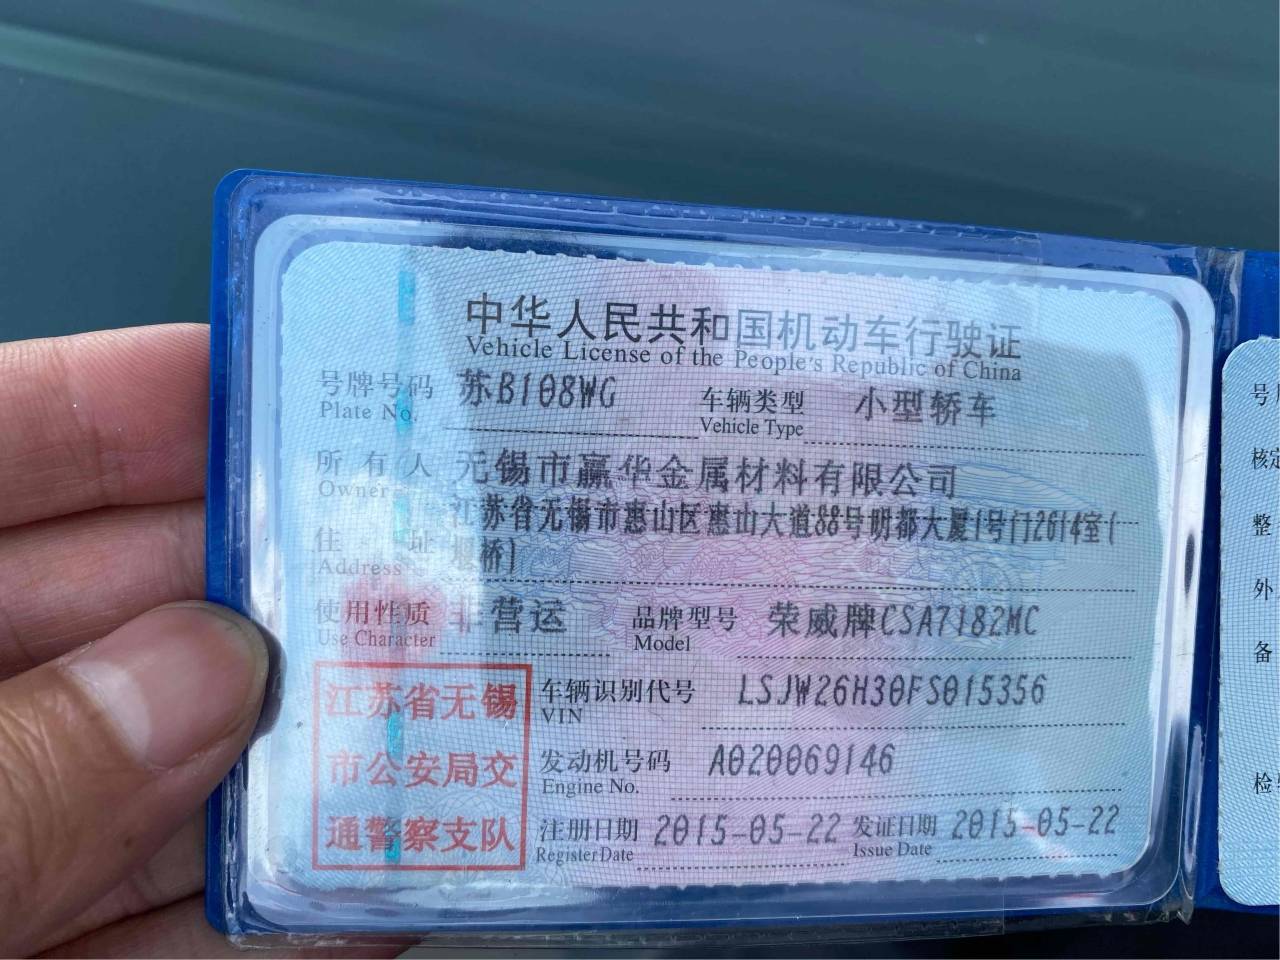 中华人民共和国机动车行驶证
Vehicle License of the People's Republic of China
号牌号码 苏B108WG 车辆类型 小型轿车
Plate No. Vehicle Type
所有人 无锡市赢华金属材料有限公司
Owner
江苏省无锡市惠山区惠山大道88号明都大厦1号门2614室(
住址 堰桥)
Address
使用性质 非营运 品牌型号 荣威牌CSA7182MC
Use Character Model
江苏省无锡
市公安局交
通警察支队
车辆识别代号 LSJW26H30FS015356
VIN
发动机号码 A020069146
Engine No.
注册日期 2015-05-22 发证日期 2015-05-22
Register Date Issue Date
号
核定
整
外
备
检验